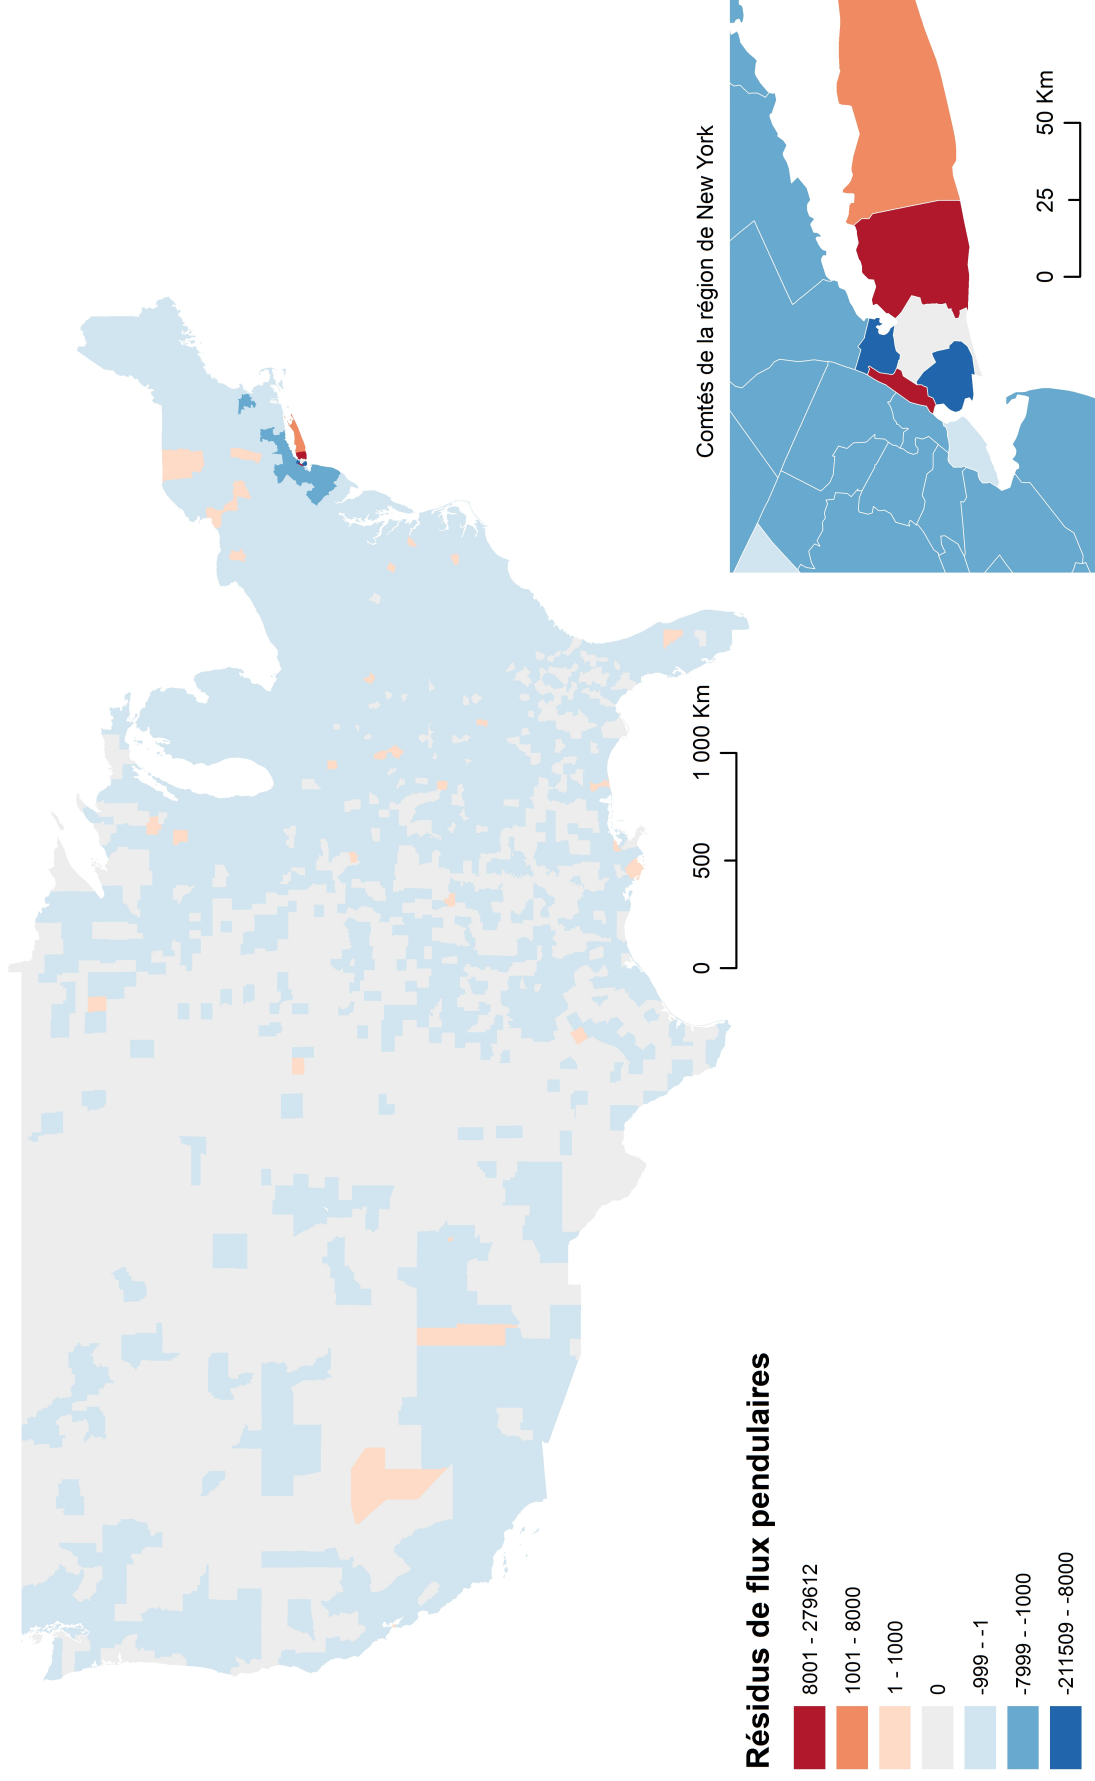 Comtés de la région de New York
0 25 50 Km
0 500 1 000 Km
Résidus de flux pendulaires
8001 - 279612
1001 - 8000
1 - 1000
0
-999 - -1
-7999 - -1000
-211509 - -8000